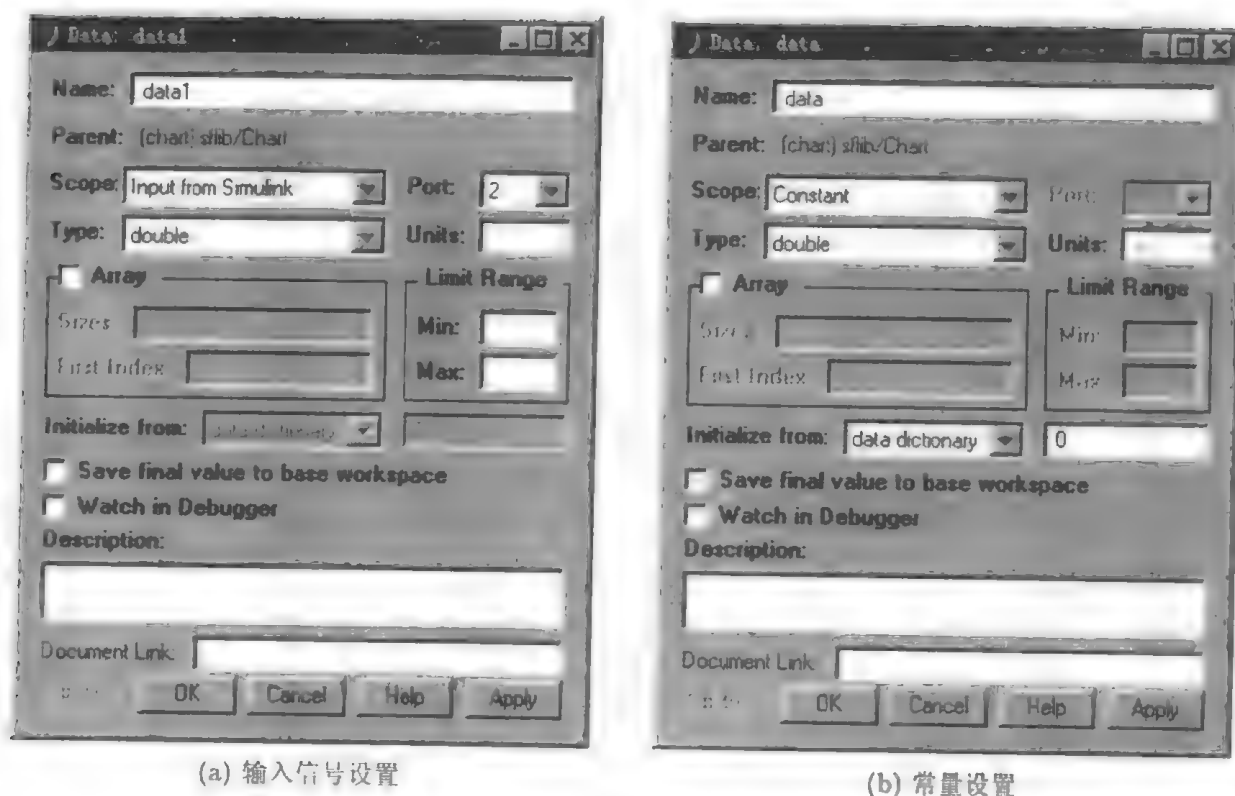 Data: data1
Name: data1
Parent: (chart) sflib/Chart
Scope: Input from Simulink Port: 2
Type: double Units:
Array Limit Range
Sizes Min:
First Index Max:
Initialize from: data dictionary
Save final value to base workspace
Watch in Debugger
Description:
Document Link:
OK Cancel Help Apply
(a) 输入信号设置
Data: data
Name: data
Parent: (chart) sflib/Chart
Scope: Constant Port:
Type: double Units:
Array Limit Range
Sizes Min:
First Index Max
Initialize from: data dictionary 0
Save final value to base workspace
Watch in Debugger
Description:
Document Link:
OK Cancel Help Apply
(b) 常量设置